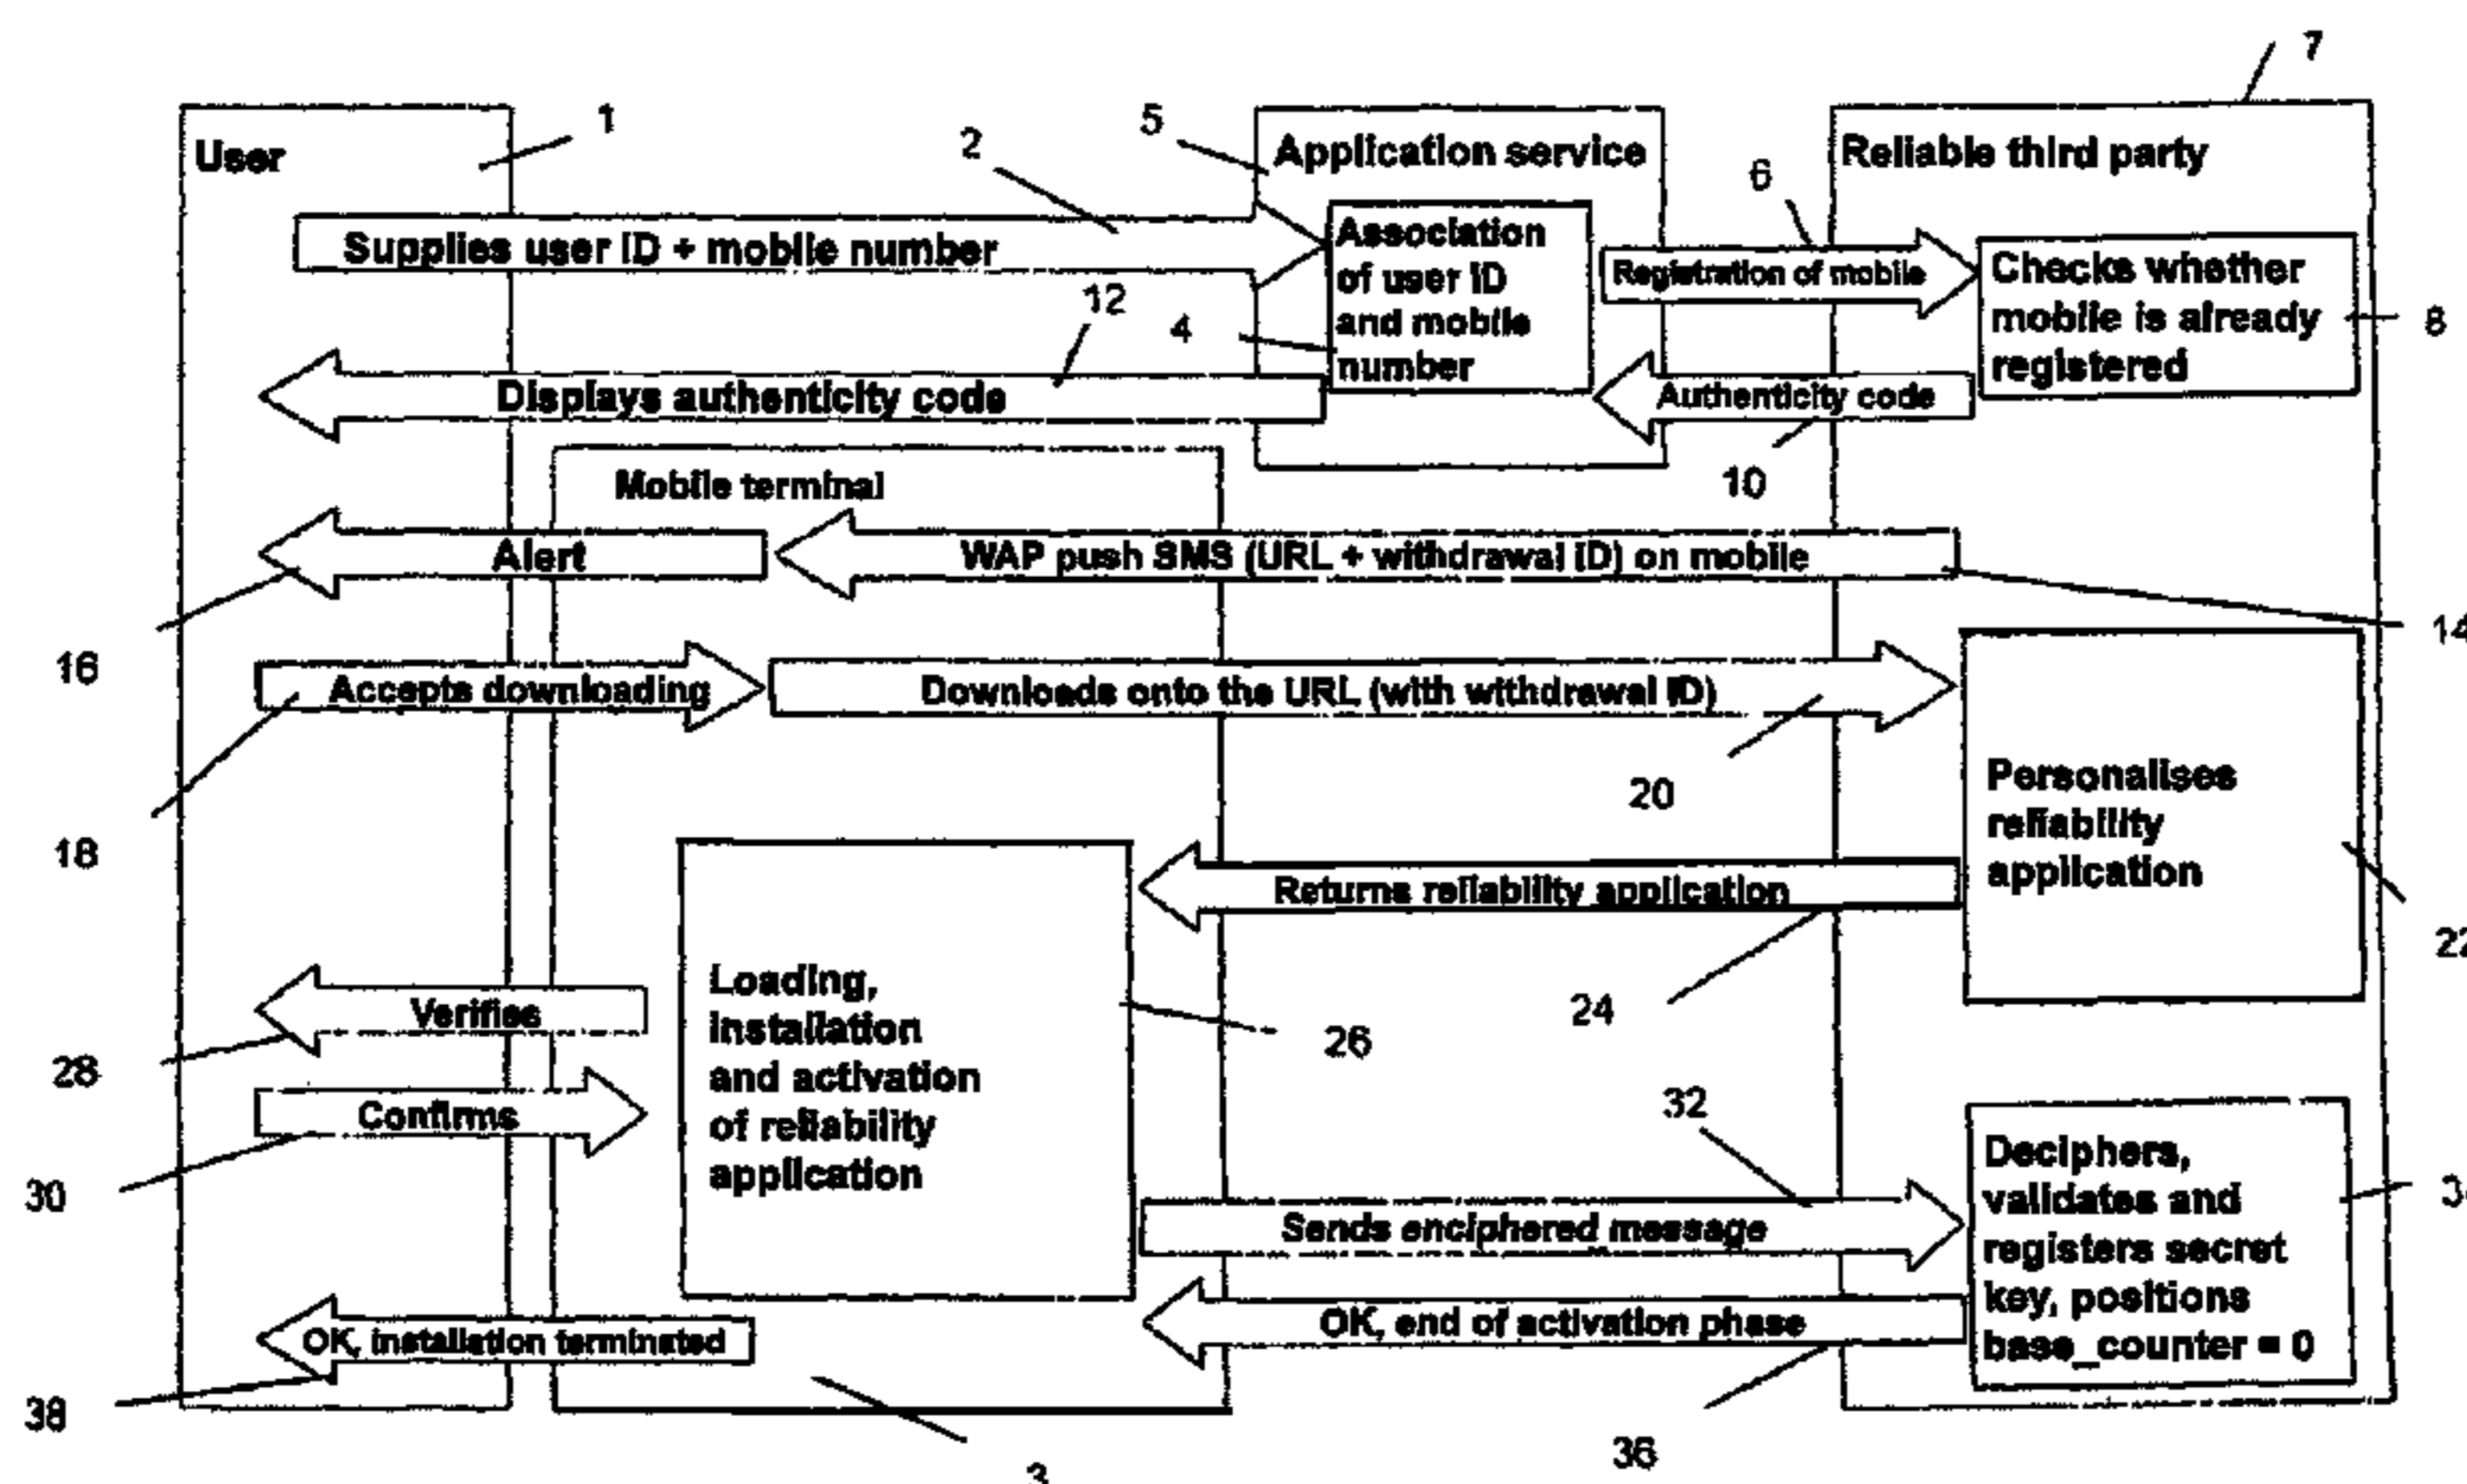 7
1
5
2
User
Application service
Reliable third party
6
Supplies user ID + mobile number
Association
of user ID
and mobile
number
Registration of mobile
Checks whether
mobile is already
registered
8
12
4
Displays authenticity code
Authenticity code
10
Mobile terminal
Alert
WAP push SMS (URL + withdrawal ID) on mobile
14
16
Accepts downloading
Downloads onto the URL (with withdrawal ID)
20
Personalises
reliability
application
18
Returns reliability application
22
24
Loading,
installation
and activation
of reliability
application
26
Verifies
28
Confirms
30
32
Deciphers,
validates and
registers secret
key, positions
base_counter = 0
Sends enciphered message
OK, end of activation phase
OK, installation terminated
38
36
3